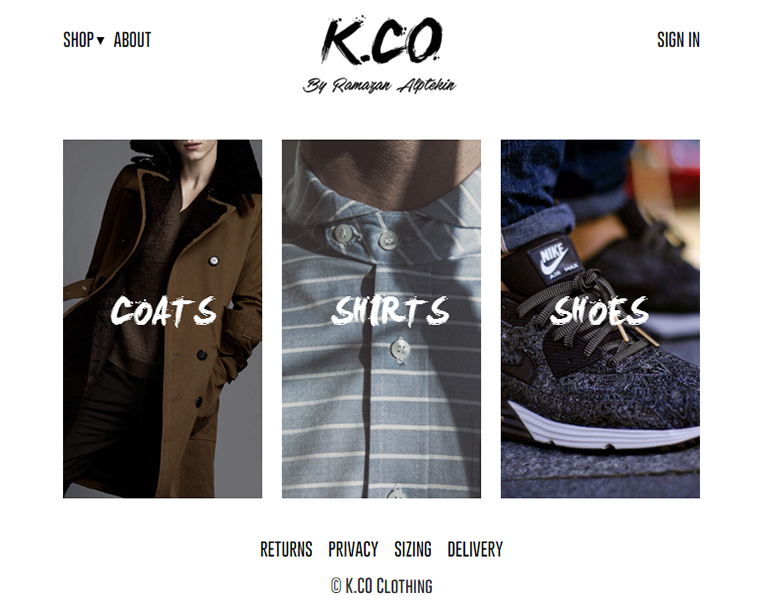 SHOP▼ ABOUT
K.CO
By Ramazan Alptekin
SIGN IN
COATS
SHIRTS
NIKE
AIR MAX
SHOES
RETURNS PRIVACY SIZING DELIVERY
© K.CO CLOTHING